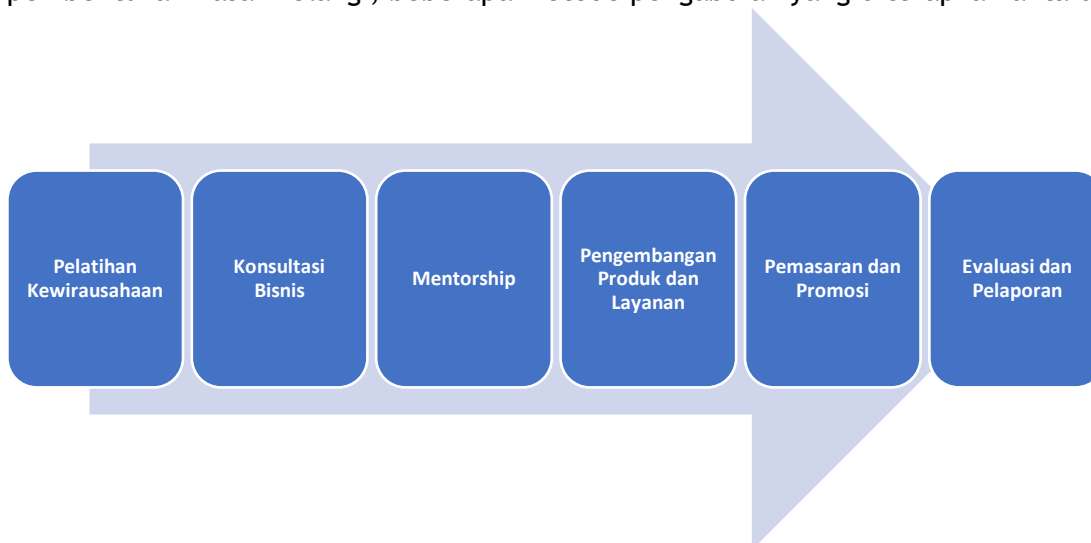 Pelatihan
Kewirausahaan
Konsultasi
Bisnis
Mentorship
Pengembangan
Produk dan
Layanan
Pemasaran dan
Promosi
Evaluasi dan
Pelaporan